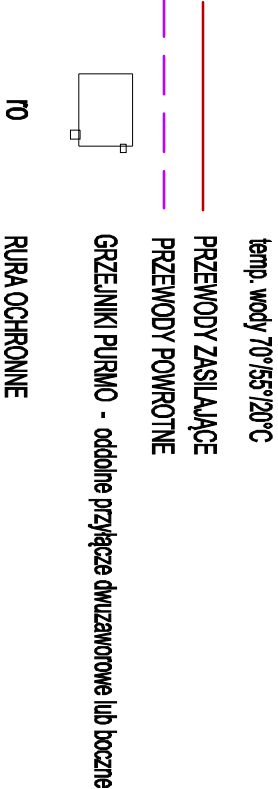 temp. wody 70°/55°/20°C
PRZEWODY ZASILAJĄCE
PRZEWODY POWROTNE
GRZEJNIKI PURMO - oddolne przyłącze dwuzaworowe lub boczne
ro RURA OCHRONNE